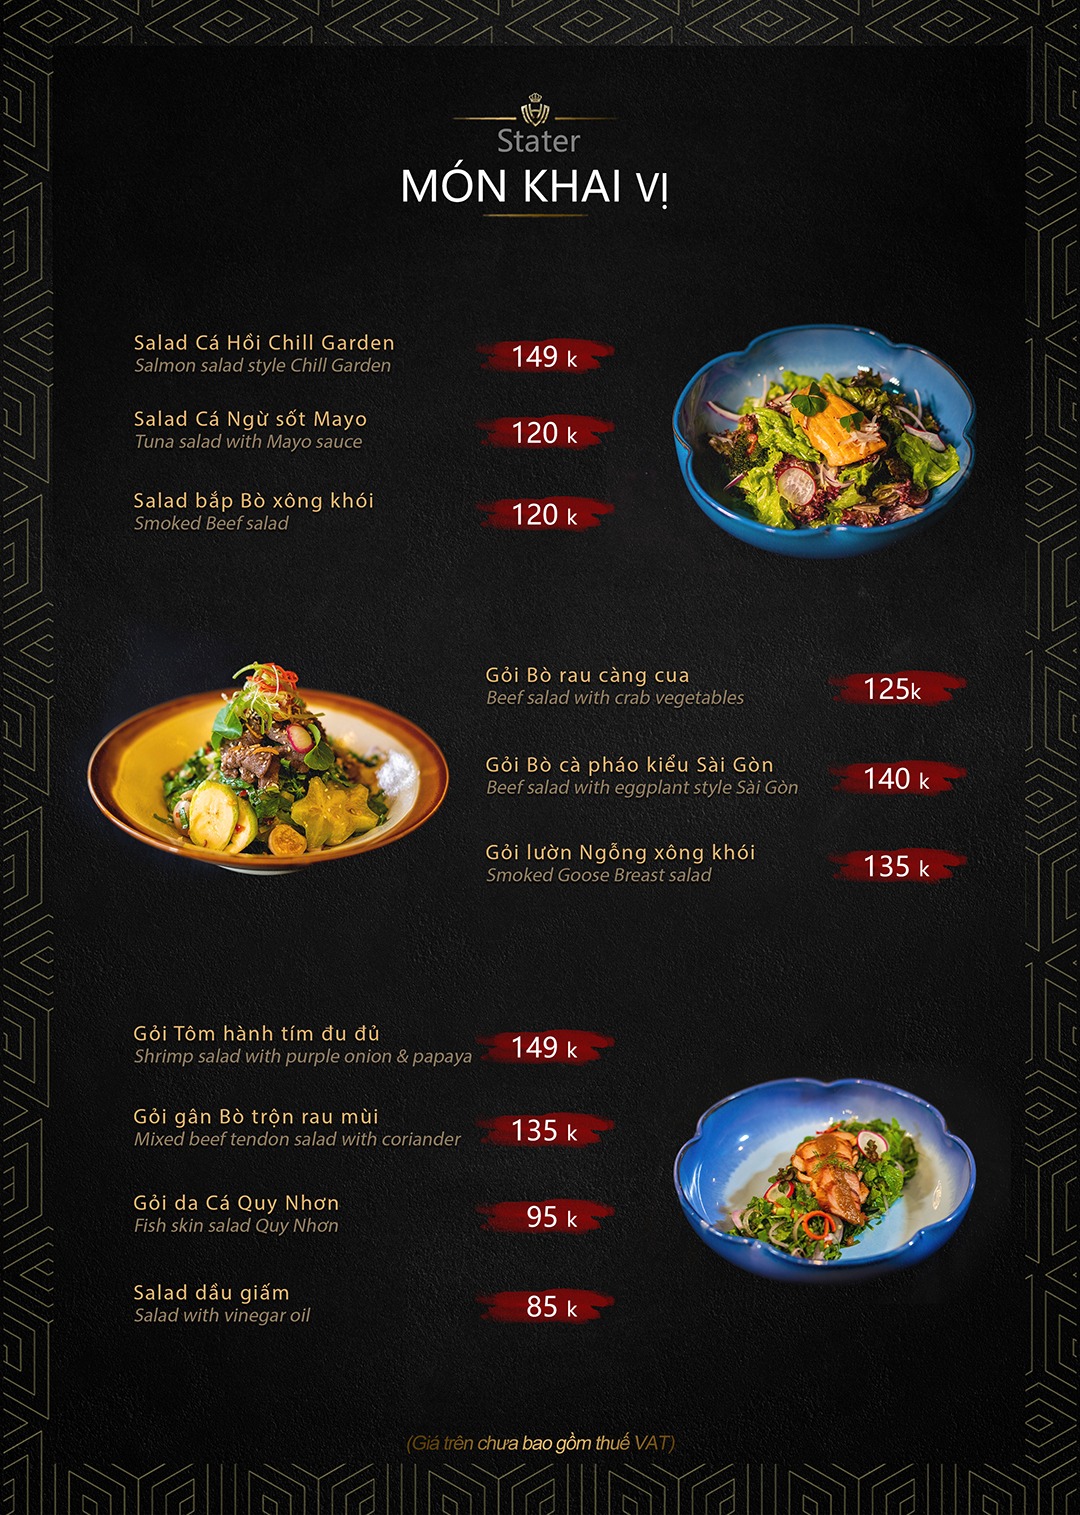 Stater
MÓN KHAI VỊ
Salad Cá Hồi Chill Garden
Salmon salad style Chill Garden
149 k
Salad Cá Ngừ sốt Mayo
Tuna salad with Mayo sauce
120 k
Salad bắp Bò xông khói
Smoked Beef salad
120 k
Gỏi Bò rau càng cua
Beef salad with crab vegetables
125k
Gỏi Bò cà pháo kiểu Sài Gòn
Beef salad with eggplant style Sài Gòn
140 k
Gỏi lườn Ngỗng xông khói
Smoked Goose Breast salad
135 k
Gỏi Tôm hành tím đu đủ
Shrimp salad with purple onion & papaya
149 k
Gỏi gân Bò trộn rau mùi
Mixed beef tendon salad with coriander
135 k
Gỏi da Cá Quy Nhơn
Fish skin salad Quy Nhơn
95 k
Salad dầu giấm
Salad with vinegar oil
85 k
(Giá trên chưa bao gồm thuế VAT)